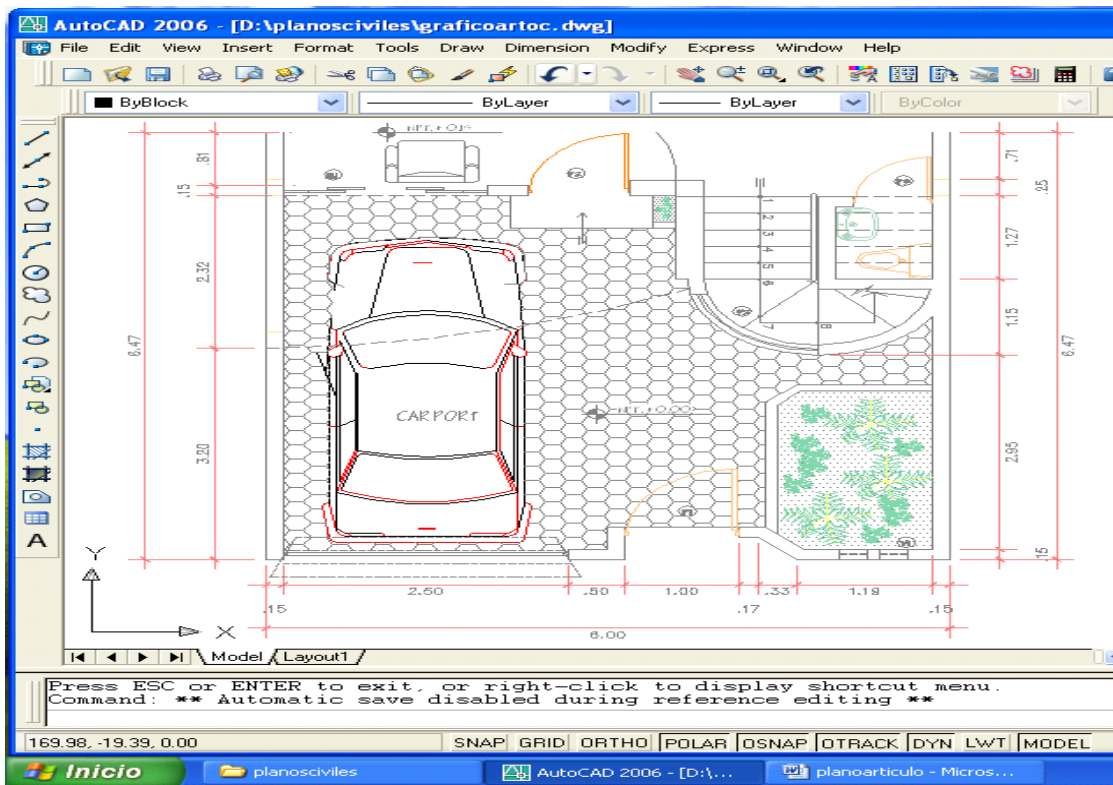 AutoCAD 2006 - [D:\planosciviles\graficoartoc.dwg]
File Edit View Insert Format Tools Draw Dimension Modify Express Window Help
ByBlock ByLayer ByLayer ByColor
.81
.15
2.32
6.47
3.20
1
2
3
4
5
6
7
8
CARPORT
NPT. +0.00
.71
.25
1.27
1.15
6.47
2.95
.15
2.50 .50 1.00 .33 1.18
.15 .17 .15
6.00
Y
X
A
Model Layout1
Press ESC or ENTER to exit, or right-click to display shortcut menu.
Command: ** Automatic save disabled during reference editing **
169.98, -19.39, 0.00 SNAP GRID ORTHO POLAR OSNAP OTRACK DYN LWT MODEL
Inicio planosciviles AutoCAD 2006 - [D:\... planoarticulo - Micros...